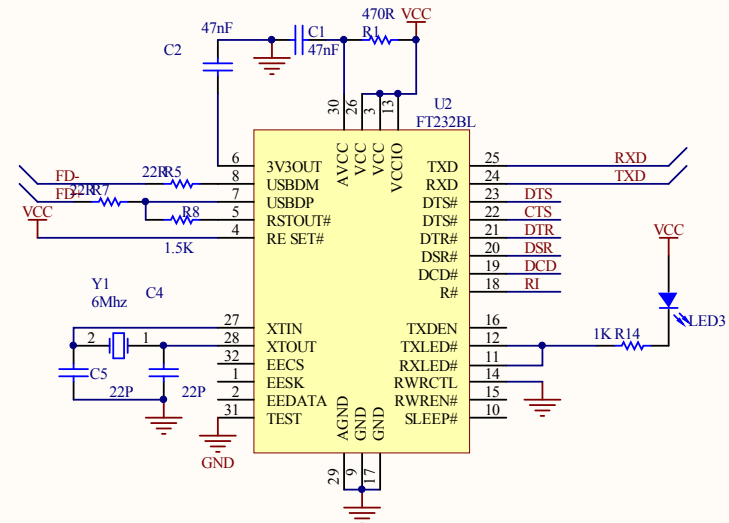 47nF
C1
470R
VCC
C2
47nF
R1
30
26
3
13
U2
FT232BL
AVCC
VCC
VCC
VCCIO
FD-
22R
R5
6
3V3OUT
TXD
25
RXD
8
USBDM
RXD
24
TXD
FD+
22R
R7
7
USBDP
DTS#
23
DTS
VCC
R8
5
RSTOUT#
DTS#
22
CTS
4
RE SET#
DTR#
21
DTR
1.5K
DSR#
20
DSR
VCC
DCD#
19
DCD
R#
18
RI
Y1
6Mhz
C4
LED3
27
XTIN
TXDEN
16
2
1
28
XTOUT
TXLED#
12
1K
R14
32
EECS
RXLED#
11
C5
1
EESK
RWRCTL
14
22P
22P
2
EEDATA
RWREN#
15
31
TEST
SLEEP#
10
GND
AGND
GND
GND
29
9
17